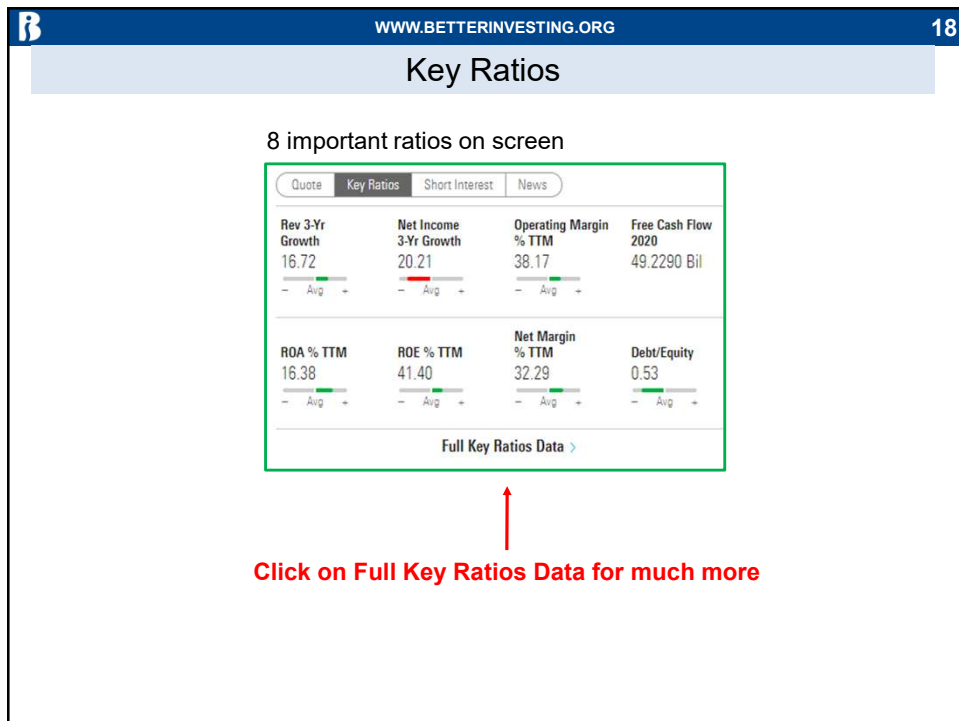 WWW.BETTERINVESTING.ORG 18
Key Ratios
8 important ratios on screen
Quote Key Ratios Short Interest News
Rev 3-Yr Growth
16.72
– Avg +
Net Income 3-Yr Growth
20.21
– Avg +
Operating Margin % TTM
38.17
– Avg +
Free Cash Flow 2020
49.2290 Bil
ROA % TTM
16.38
– Avg +
ROE % TTM
41.40
– Avg +
Net Margin % TTM
32.29
– Avg +
Debt/Equity
0.53
– Avg +
Full Key Ratios Data >
Click on Full Key Ratios Data for much more